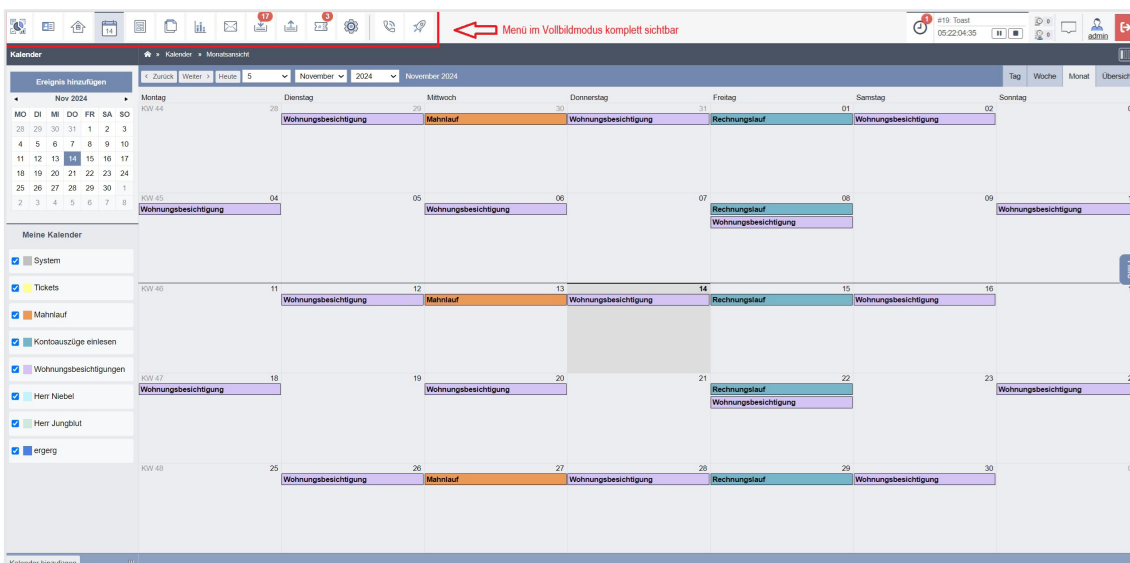 17
3
14
Menü im Vollbildmodus komplett sichtbar
1
#19: Toast
05:22:04:35
0
0
admin
Kalender
» Kalender » Monatsansicht
Ereignis hinzufügen
‹ Zurück Weiter › Heute 5 November 2024 November 2024
Tag Woche Monat Übersich
Nov 2024
MO DI MI DO FR SA SO
28 29 30 31 1 2 3
4 5 6 7 8 9 10
11 12 13 14 15 16 17
18 19 20 21 22 23 24
25 26 27 28 29 30 1
2 3 4 5 6 7 8
Meine Kalender
System
Tickets
Mahnlauf
Kontoauszüge einlesen
Wohnungsbesichtigungen
Herr Niebel
Herr Jungblut
ergerg
Kalender hinzufügen
Montag Dienstag Mittwoch Donnerstag Freitag Samstag Sonntag
KW 44 28 29 30 31 01 02
Wohnungsbesichtigung Mahnlauf Wohnungsbesichtigung Rechnungslauf Wohnungsbesichtigung
KW 45 04 05 06 07 08 09
Wohnungsbesichtigung Wohnungsbesichtigung Rechnungslauf Wohnungsbesichtigung
Wohnungsbesichtigung
KW 46 11 12 13 14 15 16
Wohnungsbesichtigung Mahnlauf Wohnungsbesichtigung Rechnungslauf Wohnungsbesichtigung
KW 47 18 19 20 21 22 23
Wohnungsbesichtigung Wohnungsbesichtigung Rechnungslauf Wohnungsbesichtigung
Wohnungsbesichtigung
KW 48 25 26 27 28 29 30
Wohnungsbesichtigung Mahnlauf Wohnungsbesichtigung Rechnungslauf Wohnungsbesichtigung